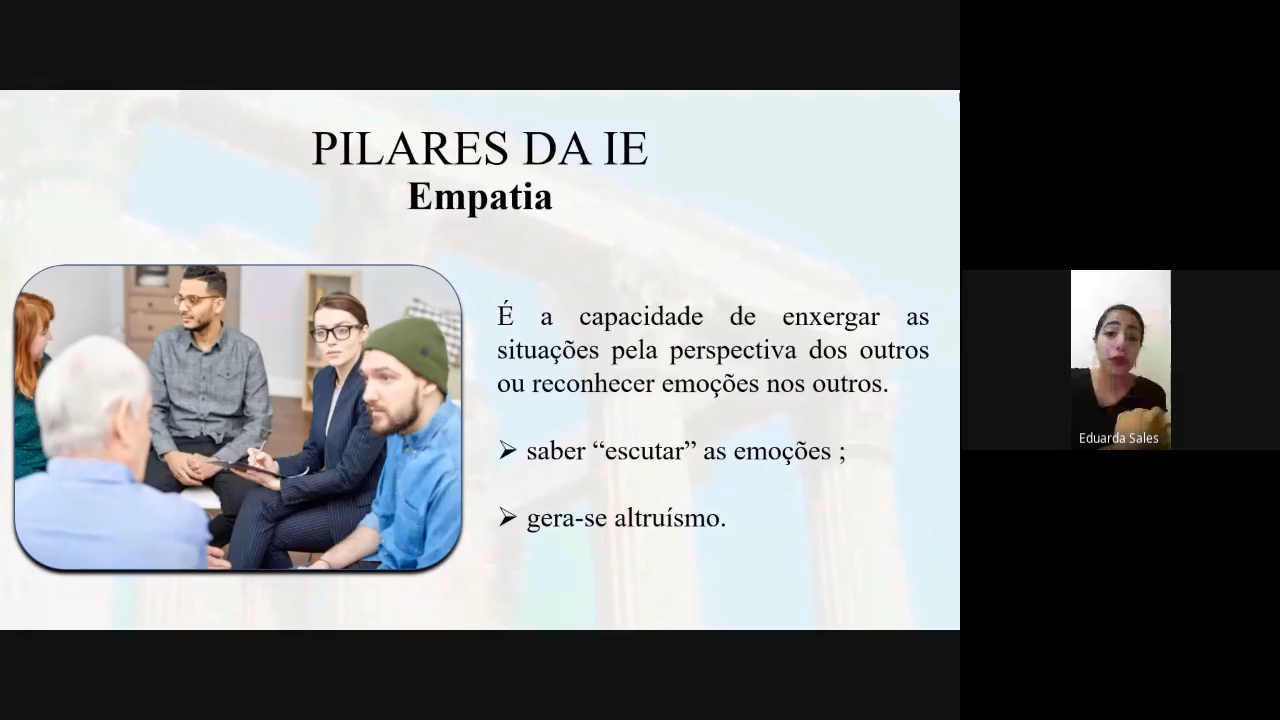 PILARES DA IE
Empatia
É a capacidade de enxergar as
situações pela perspectiva dos outros
ou reconhecer emoções nos outros.
➢ saber “escutar” as emoções ;
➢ gera-se altruísmo.
Eduarda Sales